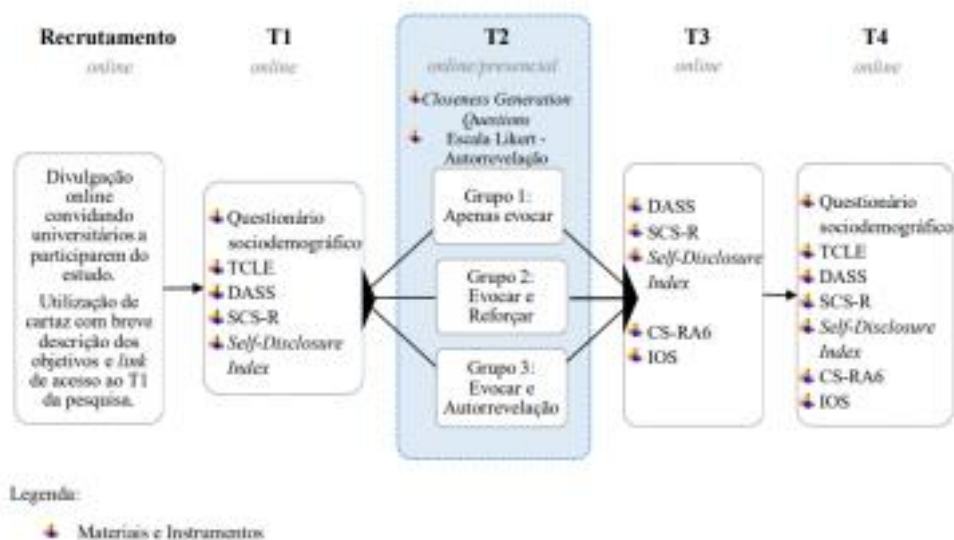 Recrutamento
online
Divulgação
online
convidando
universitários a
participarem do
estudo.
Utilização de
cartaz com breve
descrição dos
objetivos e link
de acesso ao T1
da pesquisa.
T1
online
Questionário
sociodemográfico
TCLE
DASS
SCS-R
Self-Disclosure
Index
T2
online/presencial
Closeness Generation
Questions
Escala Likert -
Autorrevelação
Grupo 1:
Apenas evocar
Grupo 2:
Evocar e
Reforçar
Grupo 3:
Evocar e
Autorrevelação
T3
online
DASS
SCS-R
Self-Disclosure
Index
CS-RA6
IOS
T4
online
Questionário
sociodemográfico
TCLE
DASS
SCS-R
Self-Disclosure
Index
CS-RA6
IOS
Legenda:
Materiais e Instrumentos